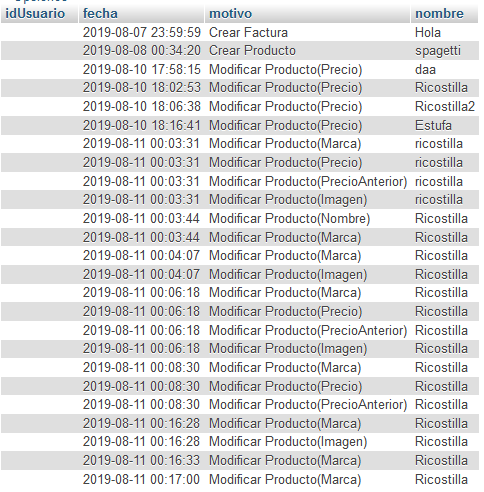 idUsuario fecha motivo nombre
2019-08-07 23:59:59 Crear Factura Hola
2019-08-08 00:34:20 Crear Producto spagetti
2019-08-10 17:58:15 Modificar Producto(Precio) daa
2019-08-10 18:02:53 Modificar Producto(Precio) Ricostilla
2019-08-10 18:06:38 Modificar Producto(Precio) Ricostilla2
2019-08-10 18:16:41 Modificar Producto(Precio) Estufa
2019-08-11 00:03:31 Modificar Producto(Marca) ricostilla
2019-08-11 00:03:31 Modificar Producto(Precio) ricostilla
2019-08-11 00:03:31 Modificar Producto(PrecioAnterior) ricostilla
2019-08-11 00:03:31 Modificar Producto(Imagen) ricostilla
2019-08-11 00:03:44 Modificar Producto(Nombre) Ricostilla
2019-08-11 00:03:44 Modificar Producto(Marca) Ricostilla
2019-08-11 00:04:07 Modificar Producto(Marca) Ricostilla
2019-08-11 00:04:07 Modificar Producto(Imagen) Ricostilla
2019-08-11 00:06:18 Modificar Producto(Marca) Ricostilla
2019-08-11 00:06:18 Modificar Producto(Precio) Ricostilla
2019-08-11 00:06:18 Modificar Producto(PrecioAnterior) Ricostilla
2019-08-11 00:06:18 Modificar Producto(Imagen) Ricostilla
2019-08-11 00:08:30 Modificar Producto(Marca) Ricostilla
2019-08-11 00:08:30 Modificar Producto(Precio) Ricostilla
2019-08-11 00:08:30 Modificar Producto(PrecioAnterior) Ricostilla
2019-08-11 00:16:28 Modificar Producto(Marca) Ricostilla
2019-08-11 00:16:28 Modificar Producto(Imagen) Ricostilla
2019-08-11 00:16:33 Modificar Producto(Marca) Ricostilla
2019-08-11 00:17:00 Modificar Producto(Marca) Ricostilla